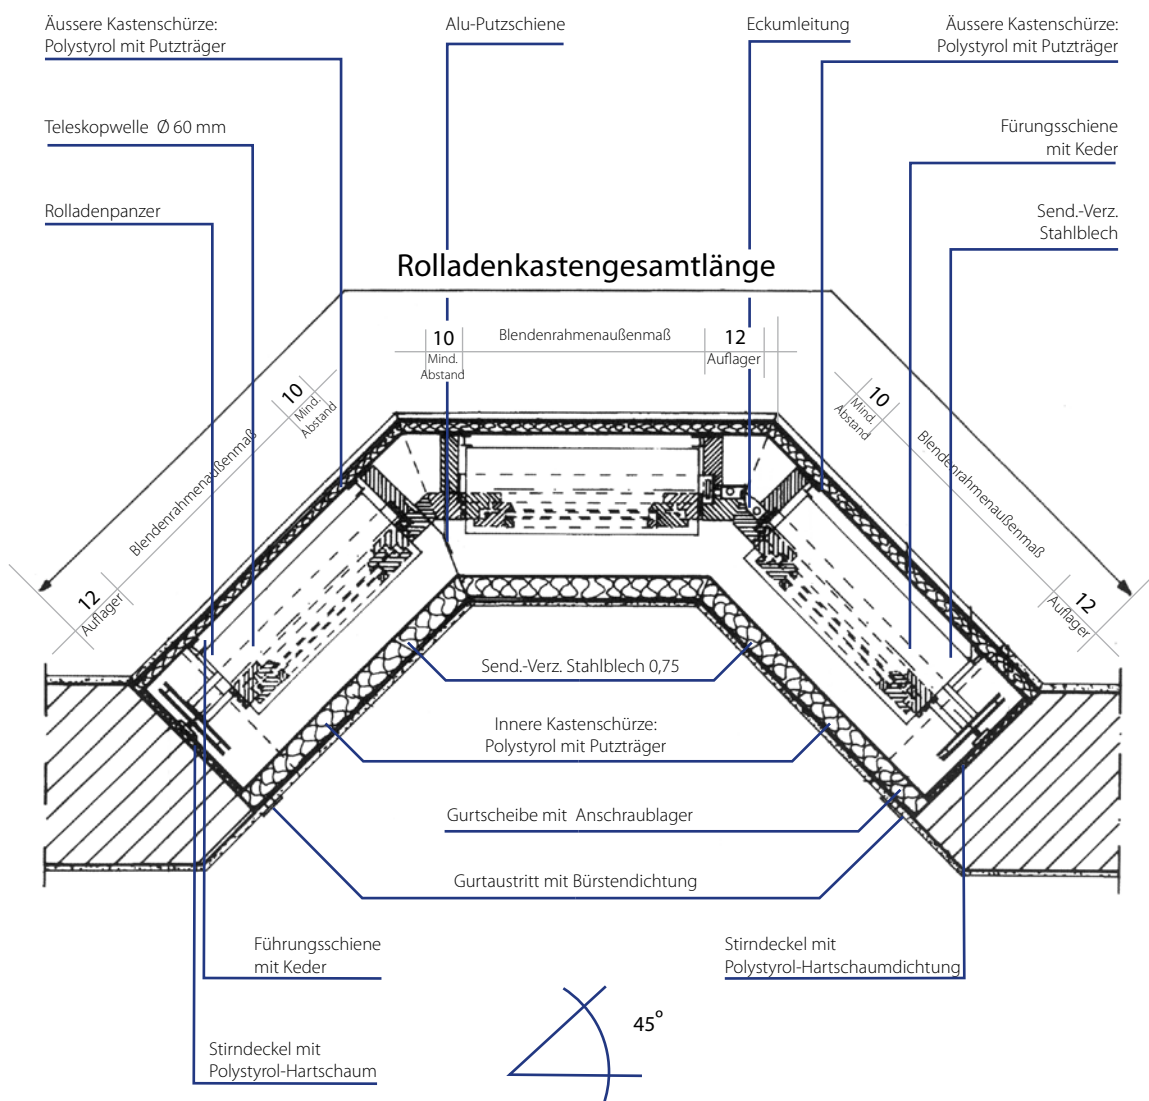 Äussere Kastenschürze:
Polystyrol mit Putzträger
Alu-Putzschiene
Eckumleitung
Äussere Kastenschürze:
Polystyrol mit Putzträger
Teleskopwelle Ø 60 mm
Fürungsschiene
mit Keder
Rolladenpanzer
Send.-Verz.
Stahlblech
Rolladenkastengesamtlänge
10
Mind.
Abstand
Blendenrahmenaußenmaß
12
Auflager
10
Mind.
Abstand
Blendenrahmenaußenmaß
12
Auflager
10
Mind.
Abstand
Blendenrahmenaußenmaß
12
Auflager
Send.-Verz. Stahlblech 0,75
Innere Kastenschürze:
Polystyrol mit Putzträger
Gurtscheibe mit Anschraublager
Gurtaustritt mit Bürstendichtung
Führungsschiene
mit Keder
Stirndeckel mit
Polystyrol-Hartschaumdichtung
45°
Stirndeckel mit
Polystyrol-Hartschaum